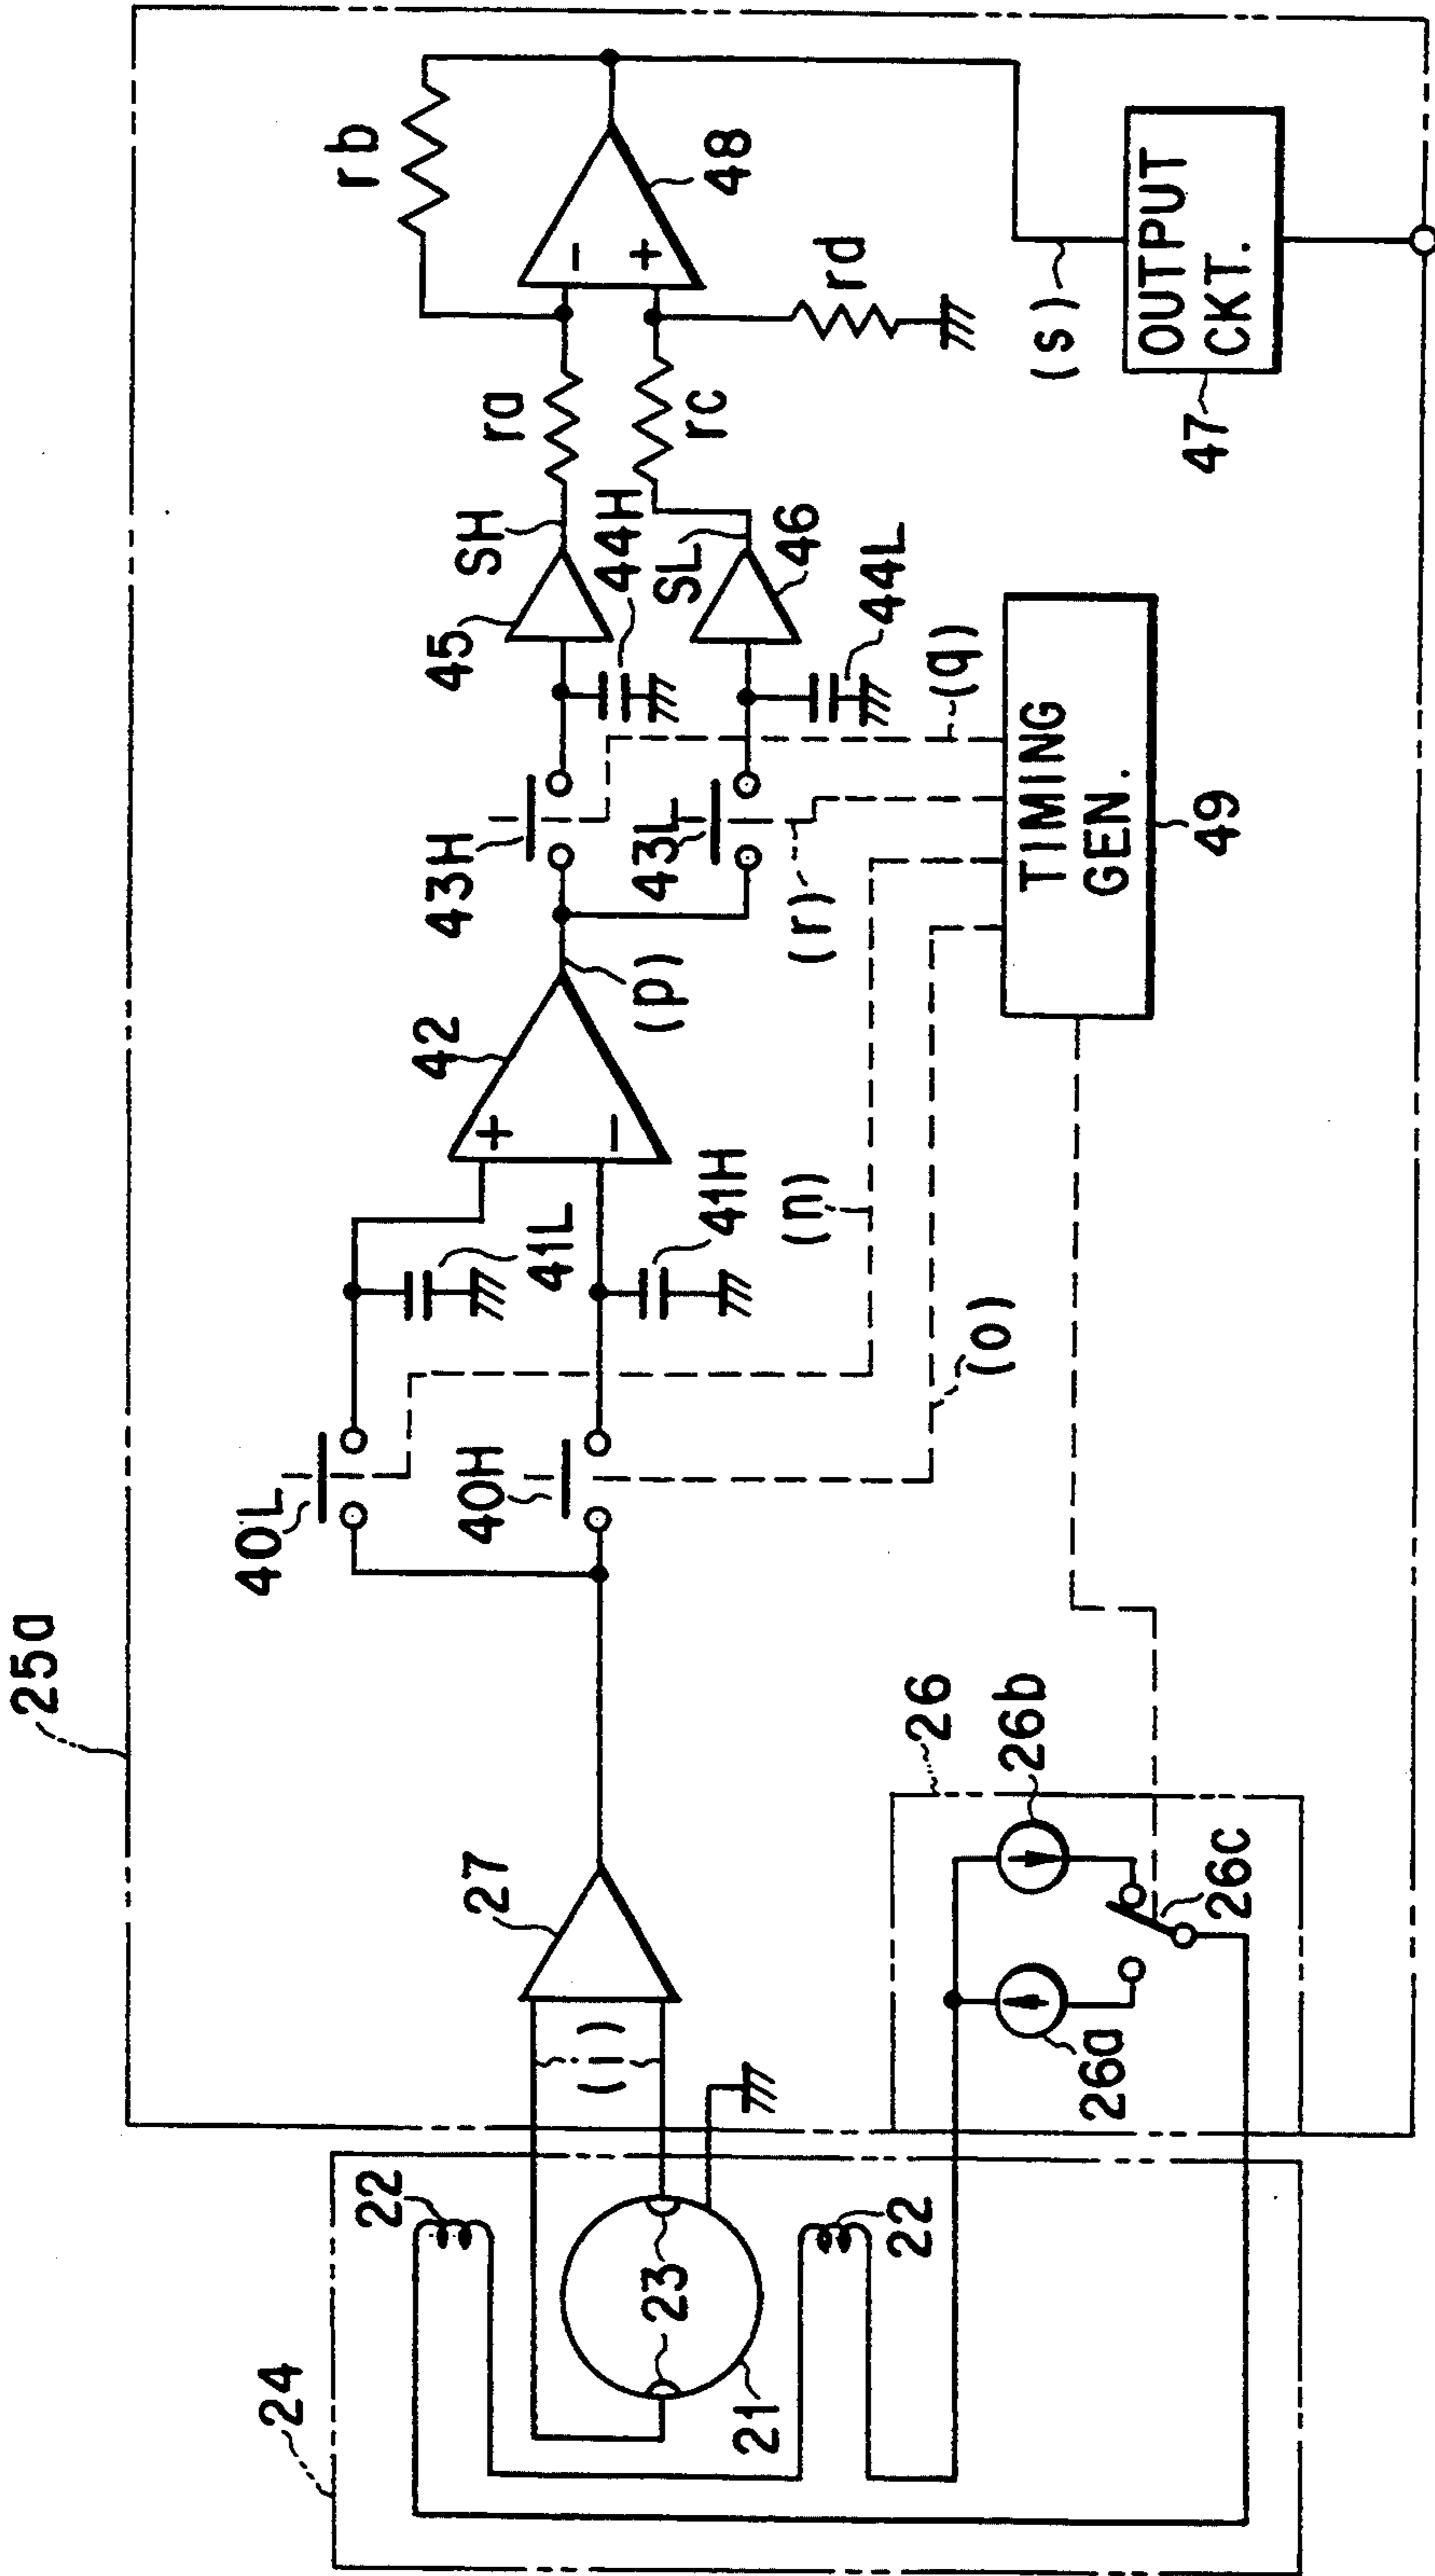 25a
24
22
23
21
22
27
(l)
26
26a
26b
26c
40L
40H
41L
41H
42
(n)
(o)
(p)
43H
43L
(r)
(q)
45
SH
44H
SL
46
44L
ra
rb
rc
rd
48
(s)
TIMING
GEN.
49
OUTPUT
CKT.
47
+
−
−
+